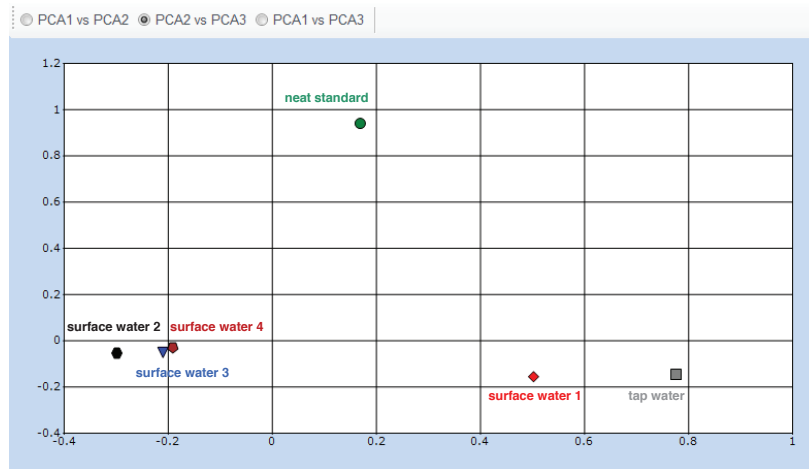 PCA1 vs PCA2 PCA2 vs PCA3 PCA1 vs PCA3
1.2
neat standard
1
0.8
0.6
0.4
0.2
surface water 2 surface water 4
0
surface water 3
-0.2
surface water 1 tap water
-0.4
-0.4 -0.2 0 0.2 0.4 0.6 0.8 1